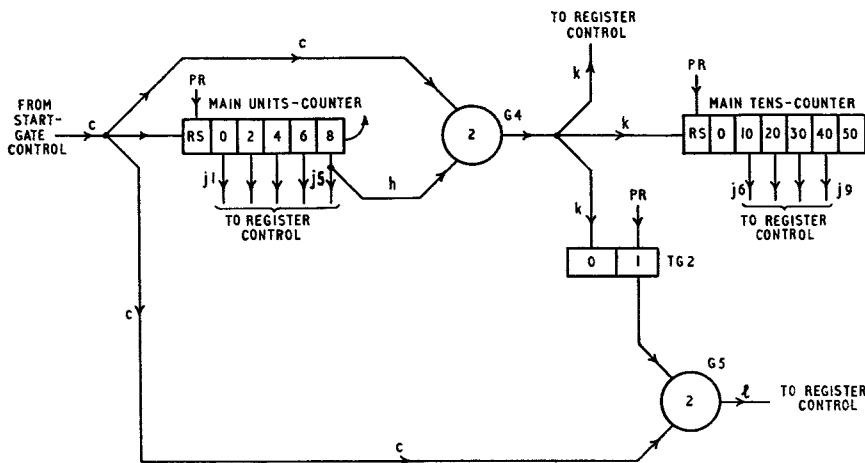 TO REGISTER
CONTROL
c
k
PR
PR
MAIN UNITS-COUNTER
G4
MAIN TENS-COUNTER
FROM
START-
GATE
CONTROL
c
RS 0 2 4 6 8
2
k
RS 0 10 20 30 40 50
j1
j5
h
j6
j9
TO REGISTER
CONTROL
k
PR
TO REGISTER
CONTROL
0 1
TG2
c
G5
2
ℓ
TO REGISTER
CONTROL
c